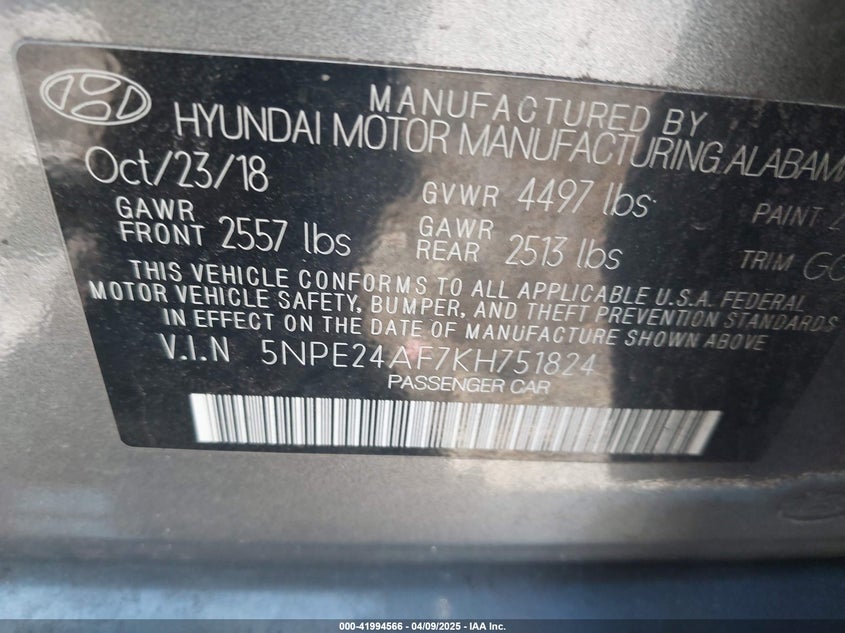 MANUFACTURED BY
HYUNDAI MOTOR MANUFACTURING ALABAMA
Oct/23/18 GVWR 4497 lbs PAINT
GAWR FRONT 2557 lbs GAWR REAR 2513 lbs TRIM
THIS VEHICLE CONFORMS TO ALL APPLICABLE U.S.A. FEDERAL
MOTOR VEHICLE SAFETY, BUMPER, AND THEFT PREVENTION STANDARDS
IN EFFECT ON THE DATE OF MANUFACTURE SHOWN ABOVE
V.I.N 5NPE24AF7KH751824
PASSENGER CAR
000-41994566 | 04/09/2025 - IAA Inc.